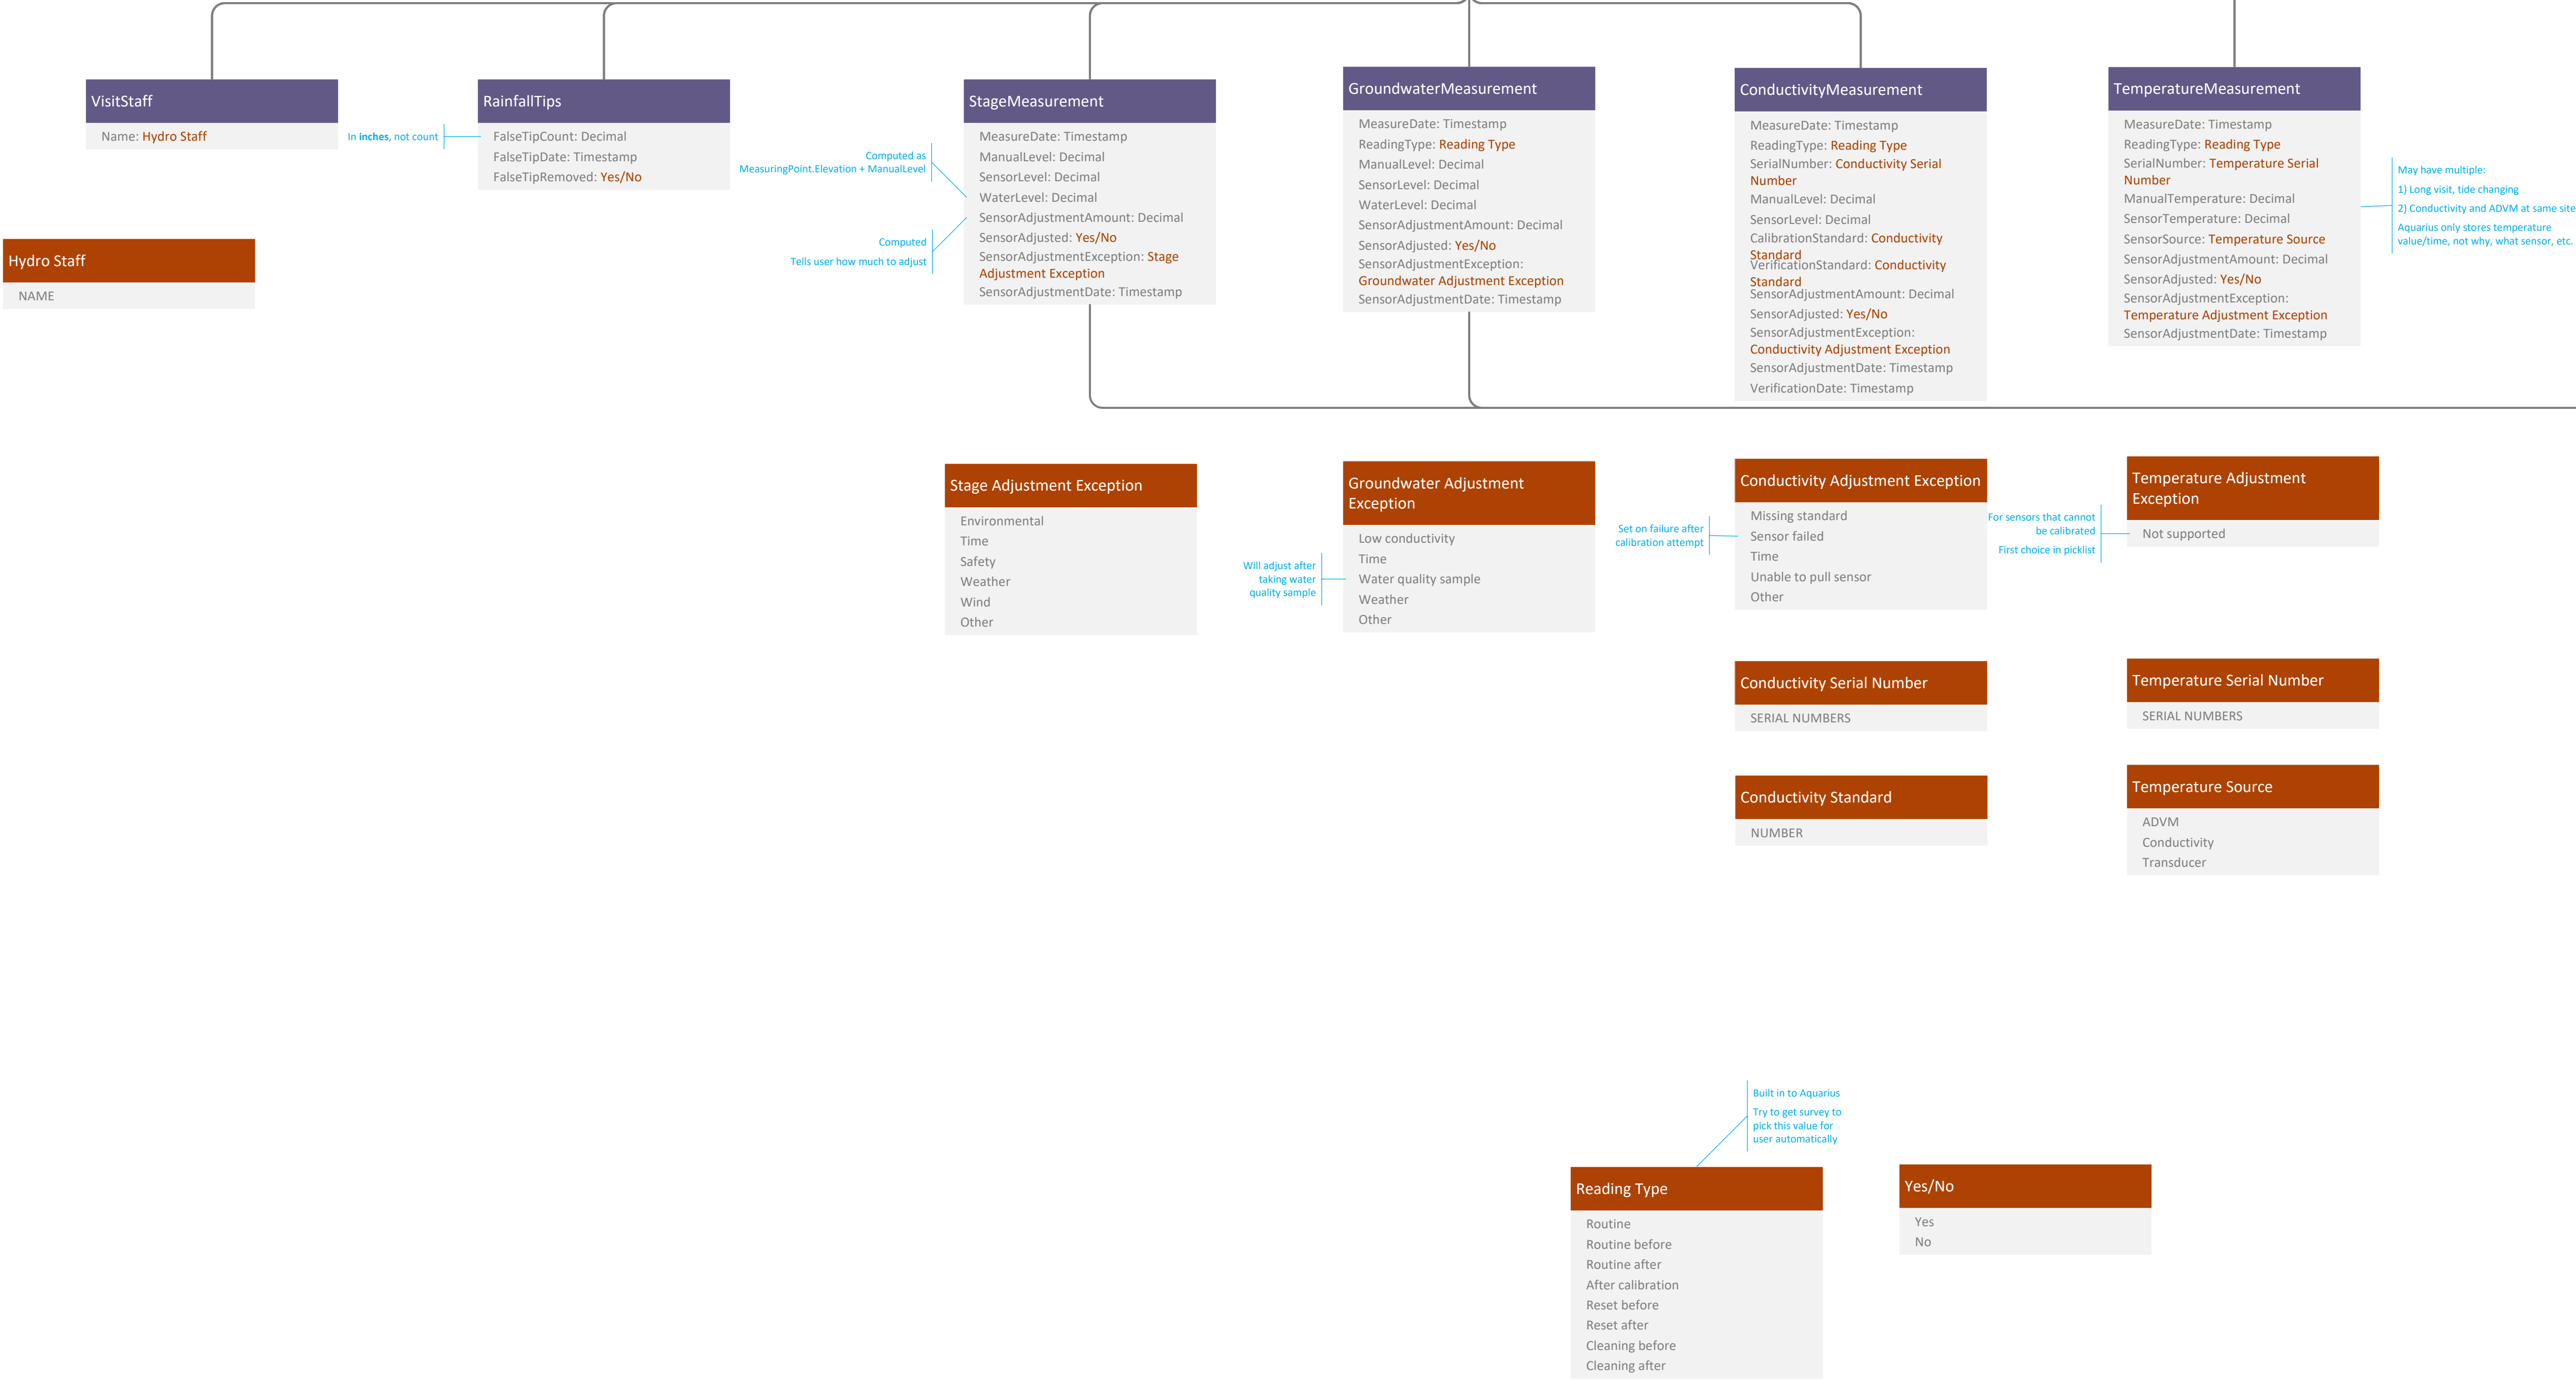 VisitStaff
Name: Hydro Staff
RainfallTips
In inches, not count
FalseTipCount: Decimal
FalseTipDate: Timestamp
FalseTipRemoved: Yes/No
StageMeasurement
MeasureDate: Timestamp
ManualLevel: Decimal
SensorLevel: Decimal
WaterLevel: Decimal
SensorAdjustmentAmount: Decimal
SensorAdjusted: Yes/No
SensorAdjustmentException: Stage
Adjustment Exception
SensorAdjustmentDate: Timestamp
Computed as
MeasuringPoint.Elevation + ManualLevel
Computed
Tells user how much to adjust
GroundwaterMeasurement
MeasureDate: Timestamp
ReadingType: Reading Type
ManualLevel: Decimal
SensorLevel: Decimal
WaterLevel: Decimal
SensorAdjustmentAmount: Decimal
SensorAdjusted: Yes/No
SensorAdjustmentException:
Groundwater Adjustment Exception
SensorAdjustmentDate: Timestamp
ConductivityMeasurement
MeasureDate: Timestamp
ReadingType: Reading Type
SerialNumber: Conductivity Serial
Number
ManualLevel: Decimal
SensorLevel: Decimal
CalibrationStandard: Conductivity
Standard
VerificationStandard: Conductivity
Standard
SensorAdjustmentAmount: Decimal
SensorAdjusted: Yes/No
SensorAdjustmentException:
Conductivity Adjustment Exception
SensorAdjustmentDate: Timestamp
VerificationDate: Timestamp
TemperatureMeasurement
MeasureDate: Timestamp
ReadingType: Reading Type
SerialNumber: Temperature Serial
Number
ManualTemperature: Decimal
SensorTemperature: Decimal
SensorSource: Temperature Source
SensorAdjustmentAmount: Decimal
SensorAdjusted: Yes/No
SensorAdjustmentException:
Temperature Adjustment Exception
SensorAdjustmentDate: Timestamp
May have multiple:
1) Long visit, tide changing
2) Conductivity and ADVM at same site
Aquarius only stores temperature
value/time, not why, what sensor, etc.
Hydro Staff
NAME
Stage Adjustment Exception
Environmental
Time
Safety
Weather
Wind
Other
Groundwater Adjustment
Exception
Low conductivity
Time
Water quality sample
Weather
Other
Will adjust after
taking water
quality sample
Conductivity Adjustment Exception
Missing standard
Sensor failed
Time
Unable to pull sensor
Other
Set on failure after
calibration attempt
Temperature Adjustment
Exception
Not supported
For sensors that cannot
be calibrated
First choice in picklist
Conductivity Serial Number
SERIAL NUMBERS
Temperature Serial Number
SERIAL NUMBERS
Conductivity Standard
NUMBER
Temperature Source
ADVM
Conductivity
Transducer
Built in to Aquarius
Try to get survey to
pick this value for
user automatically
Reading Type
Routine
Routine before
Routine after
After calibration
Reset before
Reset after
Cleaning before
Cleaning after
Yes/No
Yes
No